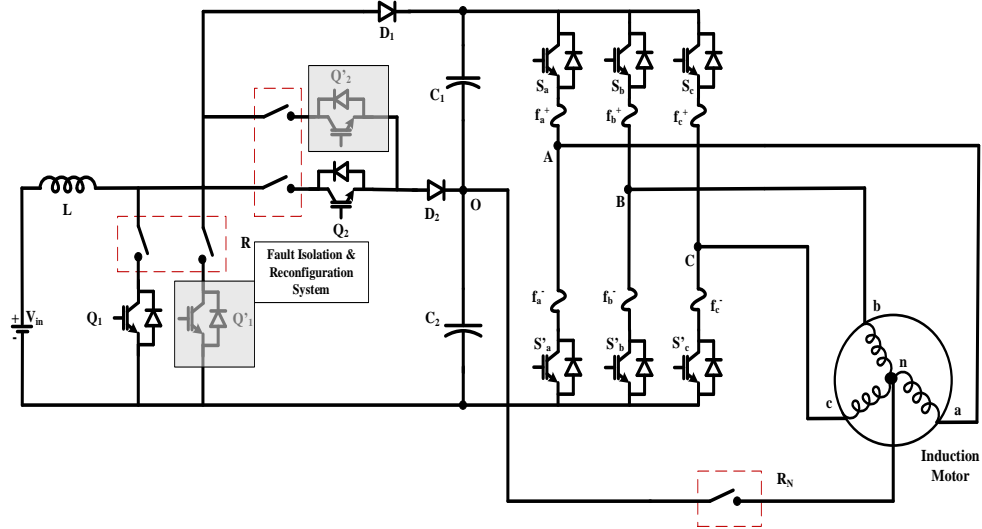 D1
Q'2
C1
Sa
Sb
Sc
fa+
fb+
fc+
A
B
C
L
Q2
D2
O
R
Fault Isolation &
Reconfiguration
System
+
Vin
-
Q1
Q'1
C2
fa-
fb-
fc-
S'a
S'b
S'c
b
n
c
a
Induction
Motor
RN